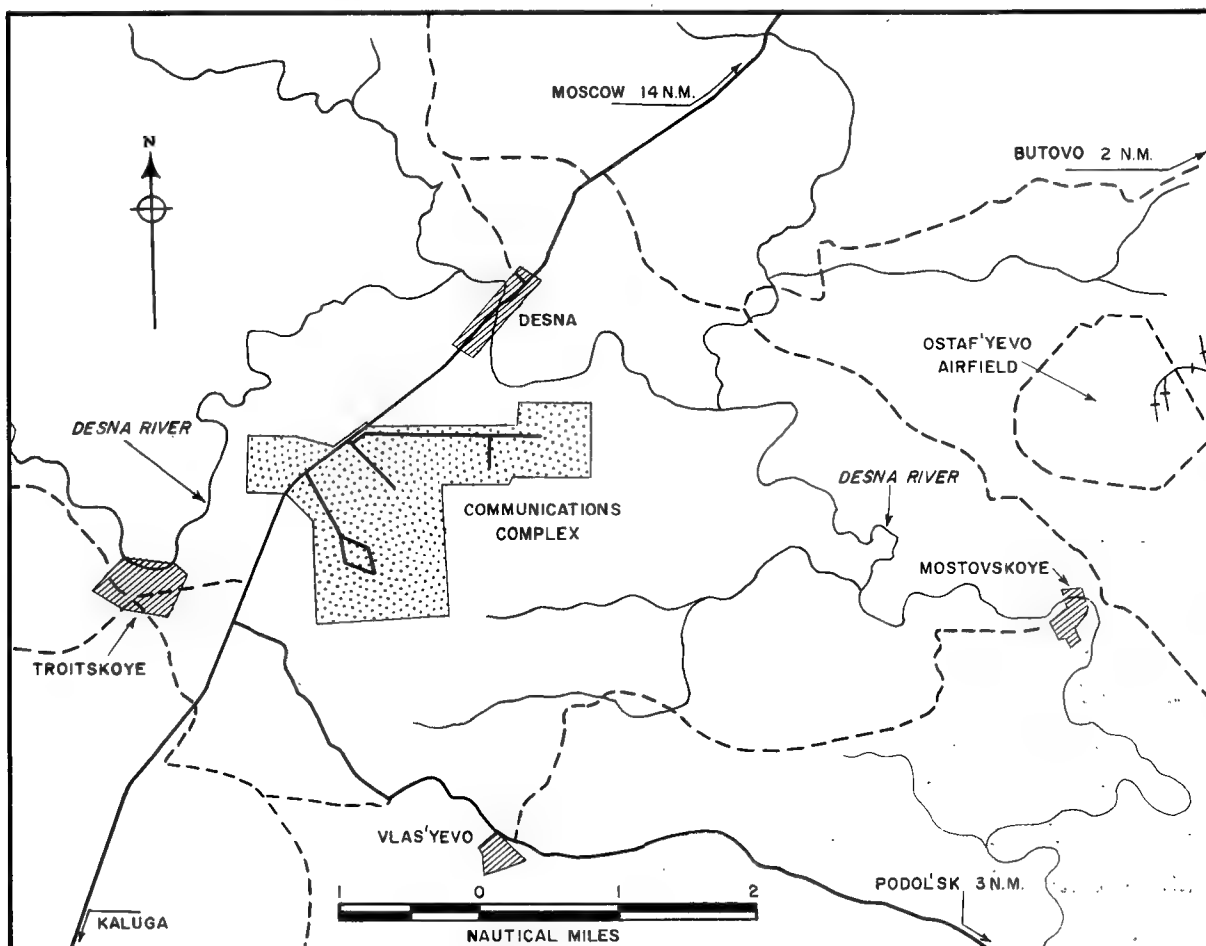 MOSCOW 14 N.M.
N
BUTOVO 2 N.M.
DESNA
OSTAF'YEVO
AIRFIELD
DESNA RIVER
DESNA RIVER
COMMUNICATIONS
COMPLEX
MOSTOVSKOYE
TROITSKOYE
VLAS'YEVO
PODOL'SK 3 N.M.
KALUGA
1 0 1 2
NAUTICAL MILES